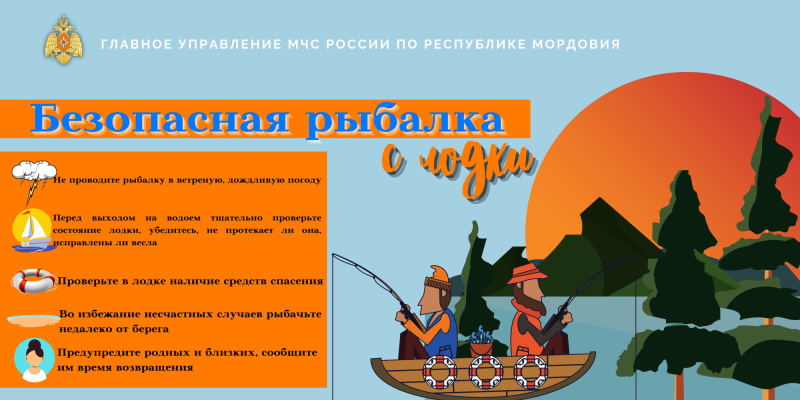 ГЛАВНОЕ УПРАВЛЕНИЕ МЧС РОССИИ ПО РЕСПУБЛИКЕ МОРДОВИЯ
Безопасная рыбалка
с лодки
Не проводите рыбалку в ветреную, дождливую погоду
Перед выходом на водоем тщательно проверьте
состояние лодки, убедитесь, не протекает ли она,
исправлены ли весла
Проверьте в лодке наличие средств спасения
Во избежание несчастных случаев рыбачьте
недалеко от берега
Предупредите родных и близких, сообщите
им время возвращения